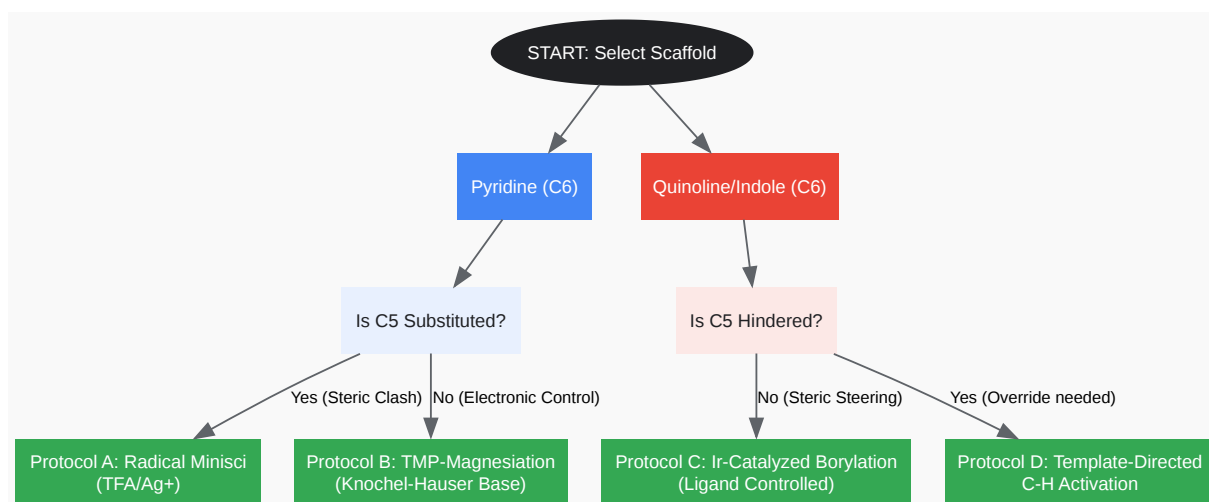 START: Select Scaffold
Pyridine (C6)
Quinoline/Indole (C6)
Is C5 Substituted?
Is C5 Hindered?
Yes (Steric Clash)
No (Electronic Control)
No (Steric Steering)
Yes (Override needed)
Protocol A: Radical Minisci
(TFA/Ag+)
Protocol B: TMP-Magnesiation
(Knochel-Hauser Base)
Protocol C: Ir-Catalyzed Borylation
(Ligand Controlled)
Protocol D: Template-Directed
C-H Activation